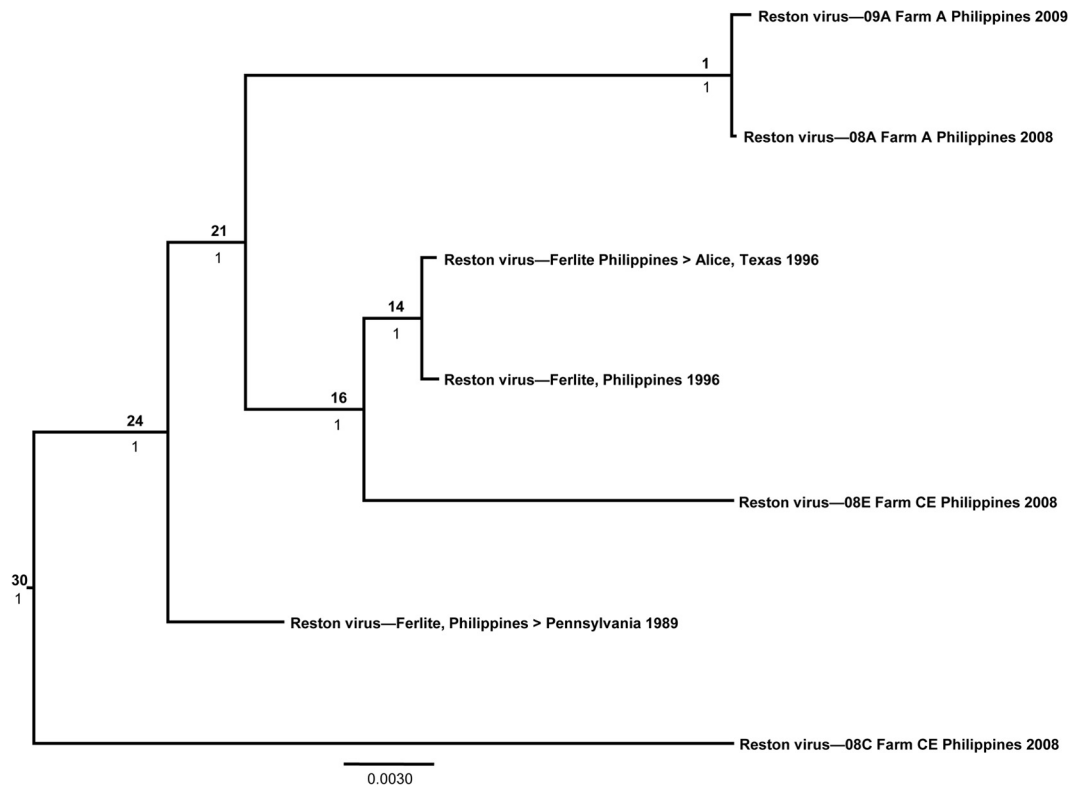 Reston virus—09A Farm A Philippines 2009
1
1
Reston virus—08A Farm A Philippines 2008
21
1
Reston virus—Ferlite Philippines > Alice, Texas 1996
14
1
Reston virus—Ferlite, Philippines 1996
16
1
24
1
Reston virus—08E Farm CE Philippines 2008
30
1
Reston virus—Ferlite, Philippines > Pennsylvania 1989
Reston virus—08C Farm CE Philippines 2008
0.0030